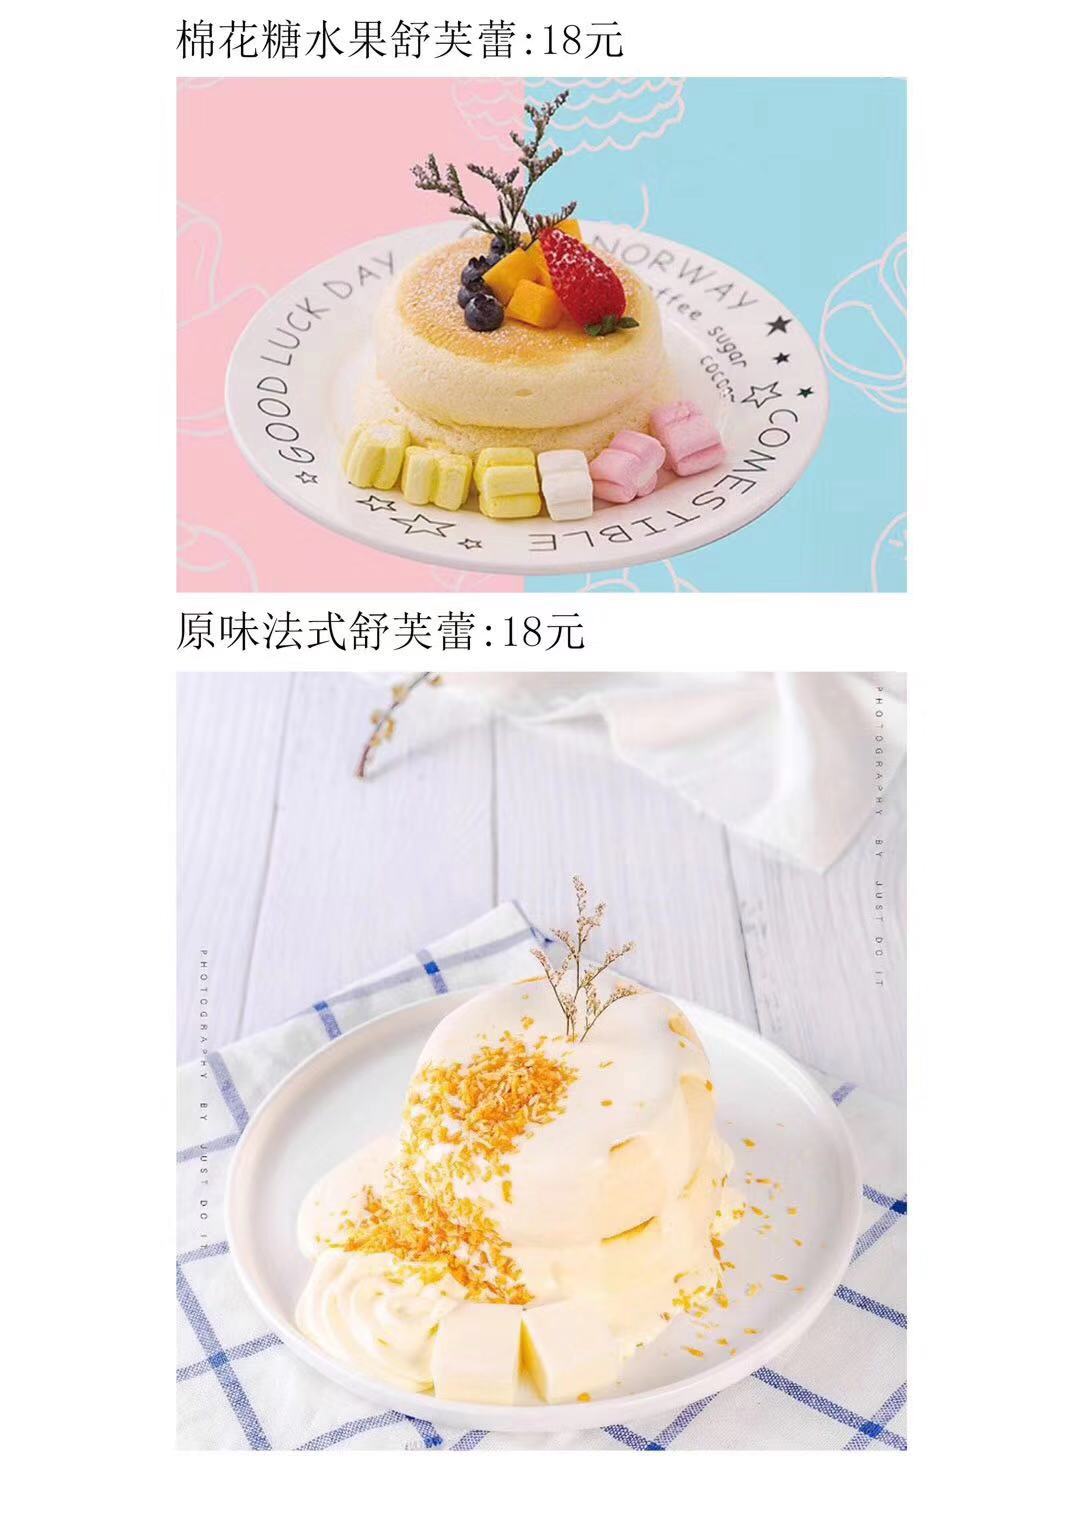 棉花糖水果舒芙蕾:18元
GOOD LUCK DAY
NORWAY
coffee sugar
cocoa~
COMESTIBLE
原味法式舒芙蕾:18元
PHOTOGRAPHY BY JUST DO IT
PHOTOGRAPHY BY JUST DO IT